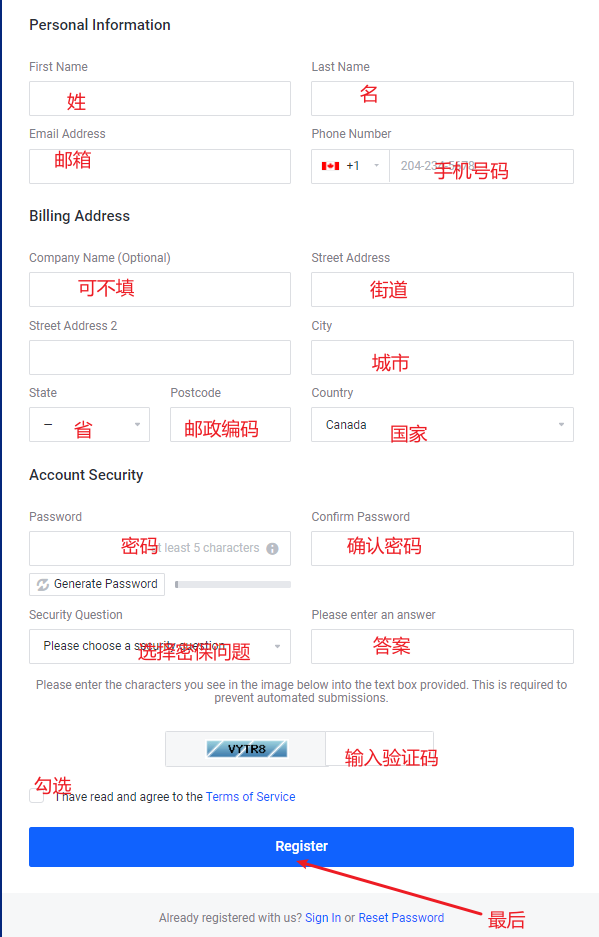 Personal Information
First Name Last Name
姓 名
Email Address Phone Number
邮箱 +1 204-234-5678 手机号码
Billing Address
Company Name (Optional) Street Address
可不填 街道
Street Address 2 City
城市
State Postcode Country
– 省 邮政编码 Canada 国家
Account Security
Password Confirm Password
密码 at least 5 characters 确认密码
Generate Password
Security Question Please enter an answer
Please choose a security question 选择密保问题 答案
Please enter the characters you see in the image below into the text box provided. This is required to
prevent automated submissions.
VYTR8 输入验证码
勾选
I have read and agree to the Terms of Service
Register
Already registered with us? Sign In or Reset Password 最后